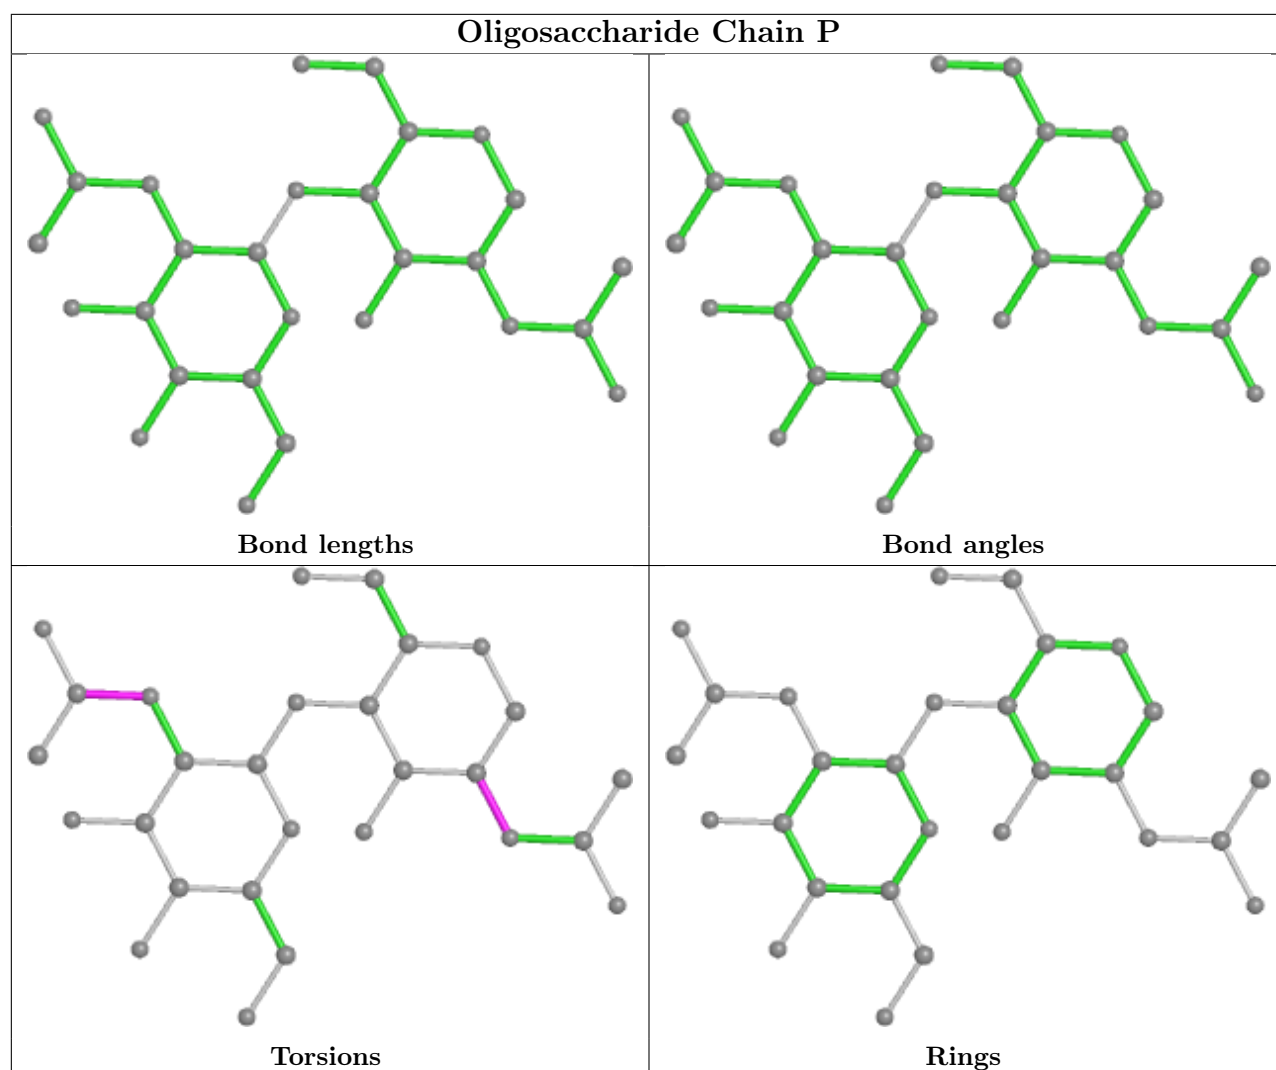 Oligosaccharide Chain P
Bond lengths
Bond angles
Torsions
Rings